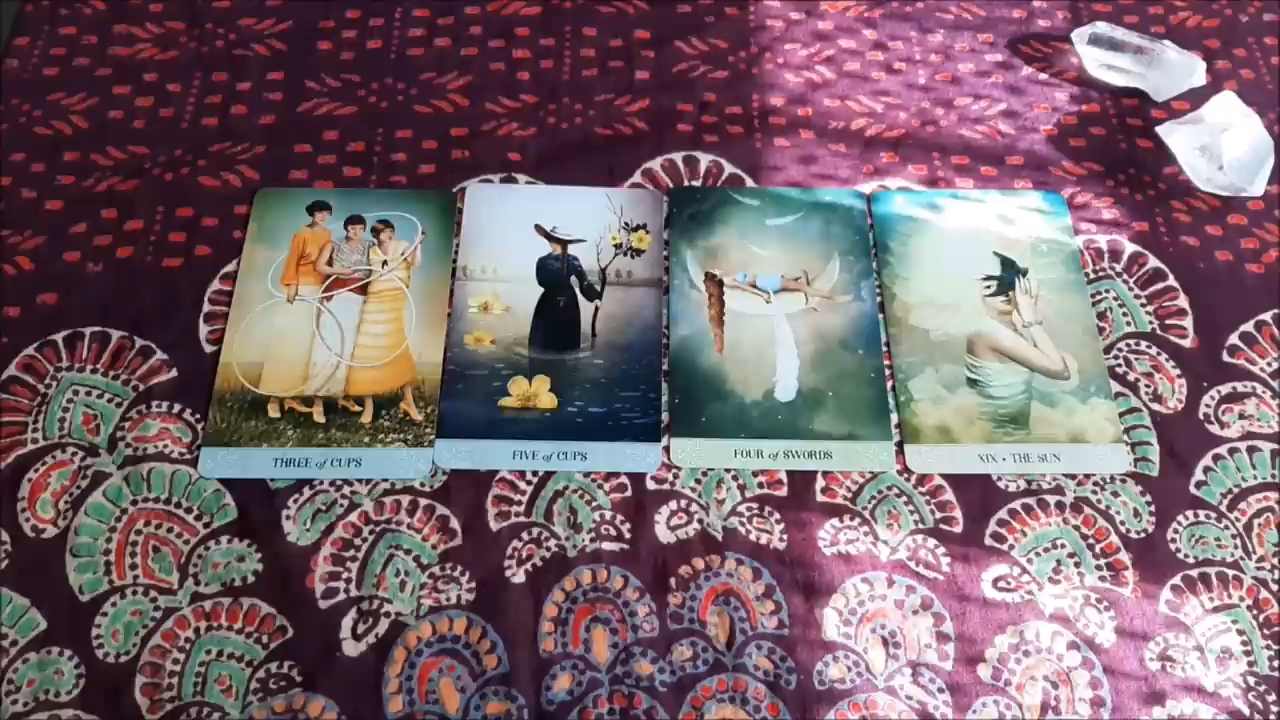 THREE of CUPS
FIVE of CUPS
FOUR of SWORDS
XIX • THE SUN